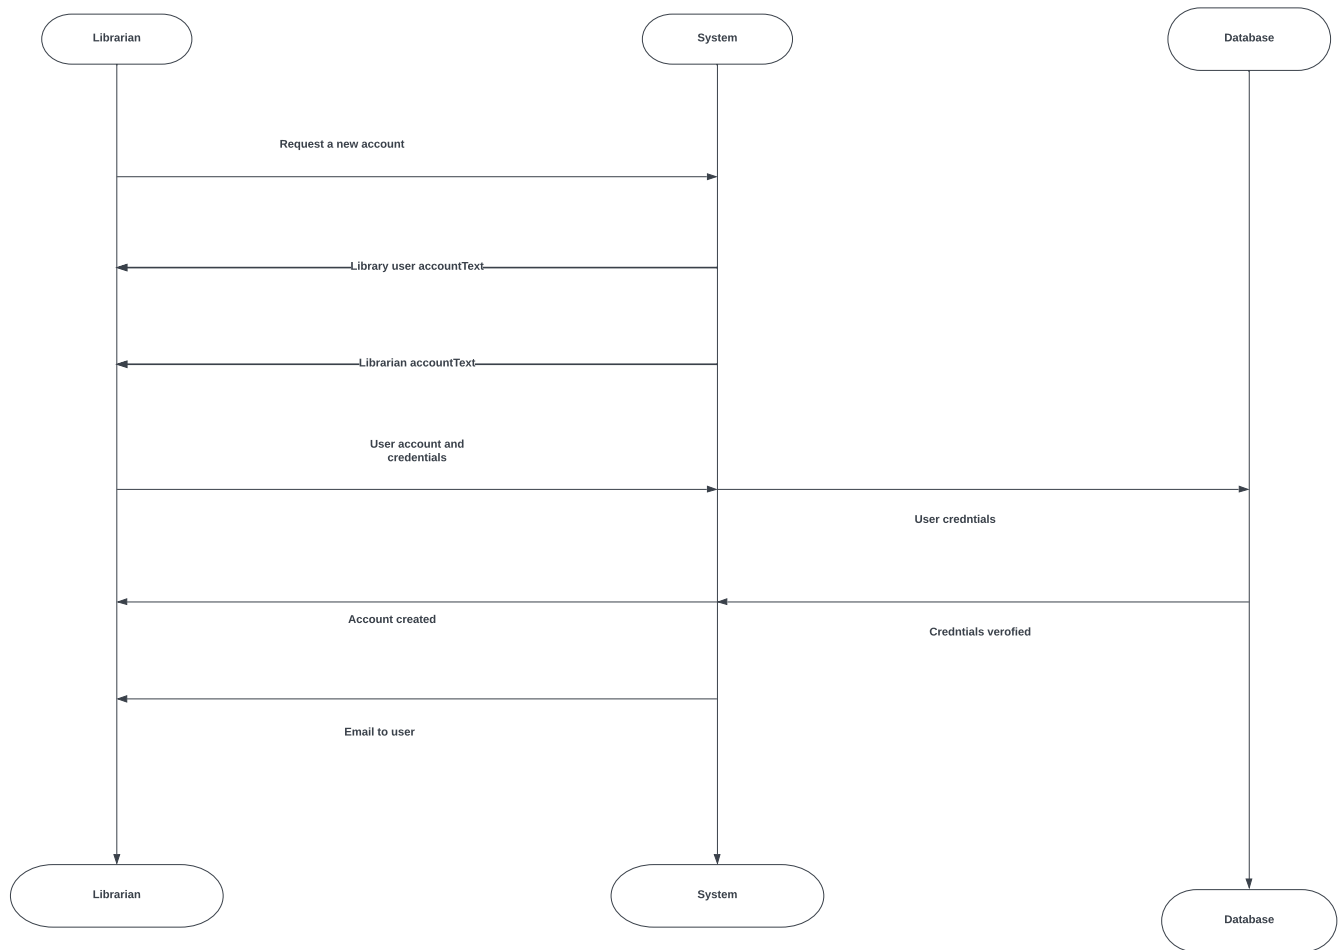 Librarian
System
Database
Request a new account
Library user accountText
Librarian accountText
User account and
credentials
User credntials
Account created
Credntials verofied
Email to user
Librarian
System
Database